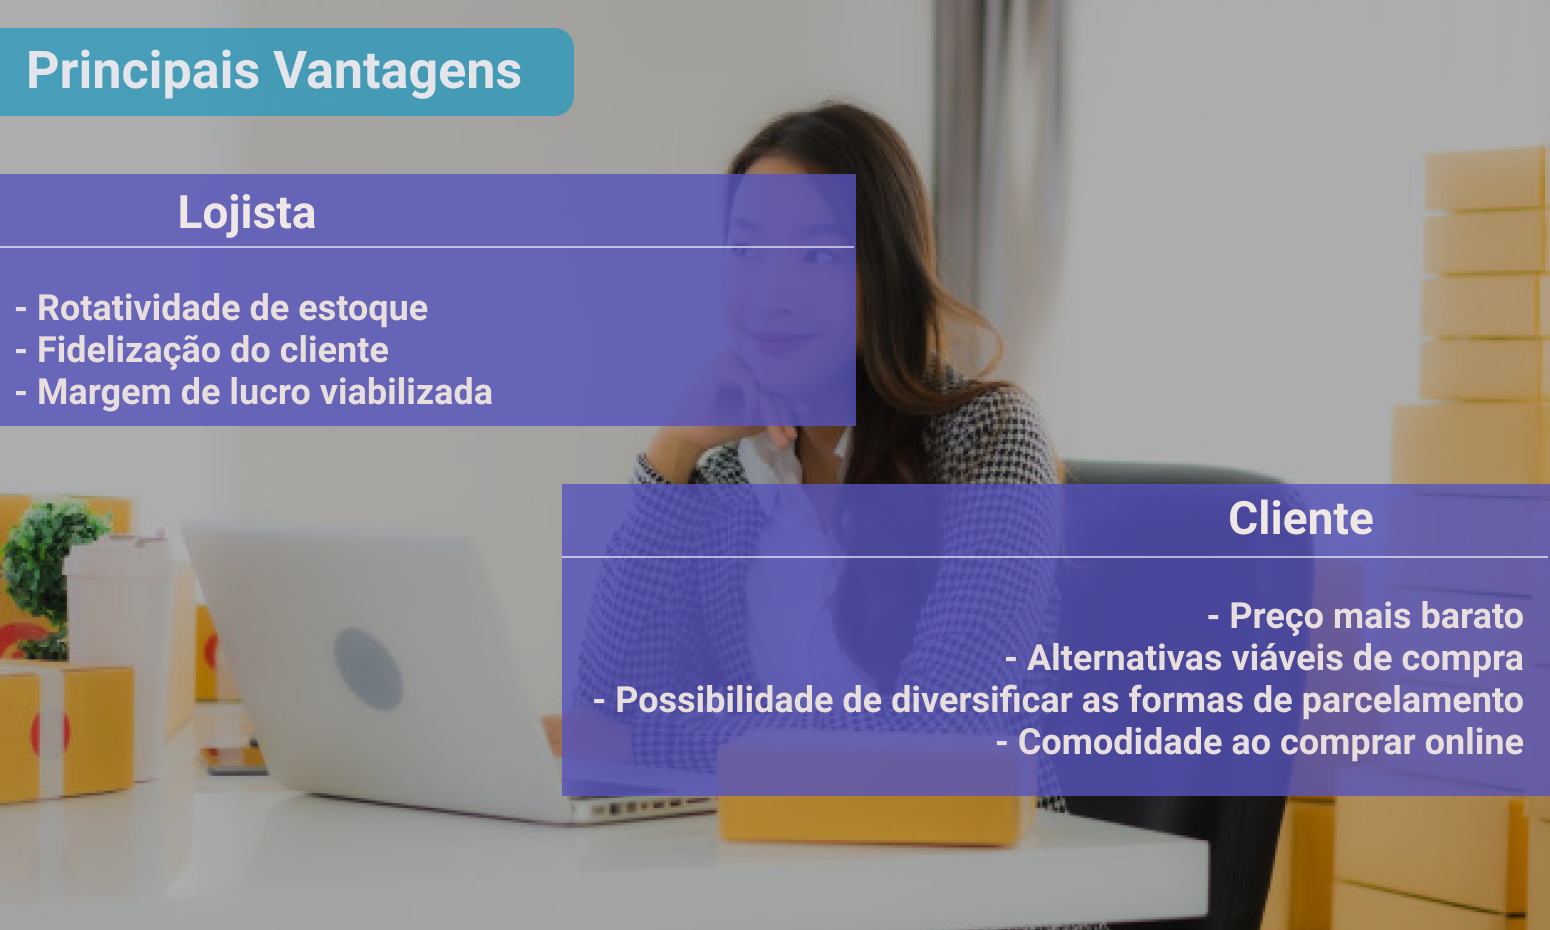 Principais Vantagens
Lojista
- Rotatividade de estoque
- Fidelização do cliente
- Margem de lucro viabilizada
Cliente
- Preço mais barato
- Alternativas viáveis de compra
- Possibilidade de diversificar as formas de parcelamento
- Comodidade ao comprar online